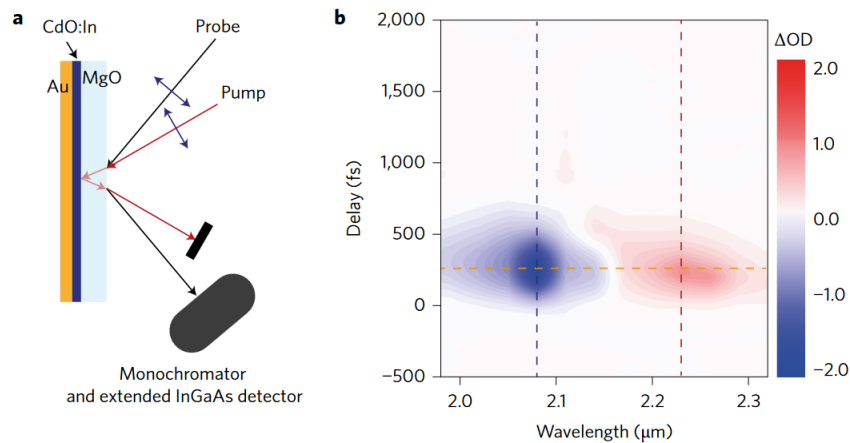 a
CdO:In
Probe
Au
MgO
Pump
Monochromator
and extended InGaAs detector
b
2,000
1,500
1,000
500
0
−500
Delay (fs)
2.0
2.1
2.2
2.3
Wavelength (μm)
ΔOD
2.0
1.0
0.0
−1.0
−2.0